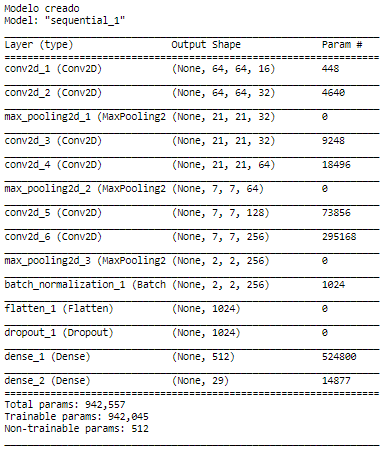 Modelo creado
Model: "sequential_1"
Layer (type) Output Shape Param #
conv2d_1 (Conv2D) (None, 64, 64, 16) 448
conv2d_2 (Conv2D) (None, 64, 64, 32) 4640
max_pooling2d_1 (MaxPooling2 (None, 21, 21, 32) 0
conv2d_3 (Conv2D) (None, 21, 21, 32) 9248
conv2d_4 (Conv2D) (None, 21, 21, 64) 18496
max_pooling2d_2 (MaxPooling2 (None, 7, 7, 64) 0
conv2d_5 (Conv2D) (None, 7, 7, 128) 73856
conv2d_6 (Conv2D) (None, 7, 7, 256) 295168
max_pooling2d_3 (MaxPooling2 (None, 2, 2, 256) 0
batch_normalization_1 (Batch (None, 2, 2, 256) 1024
flatten_1 (Flatten) (None, 1024) 0
dropout_1 (Dropout) (None, 1024) 0
dense_1 (Dense) (None, 512) 524800
dense_2 (Dense) (None, 29) 14877
Total params: 942,557
Trainable params: 942,045
Non-trainable params: 512